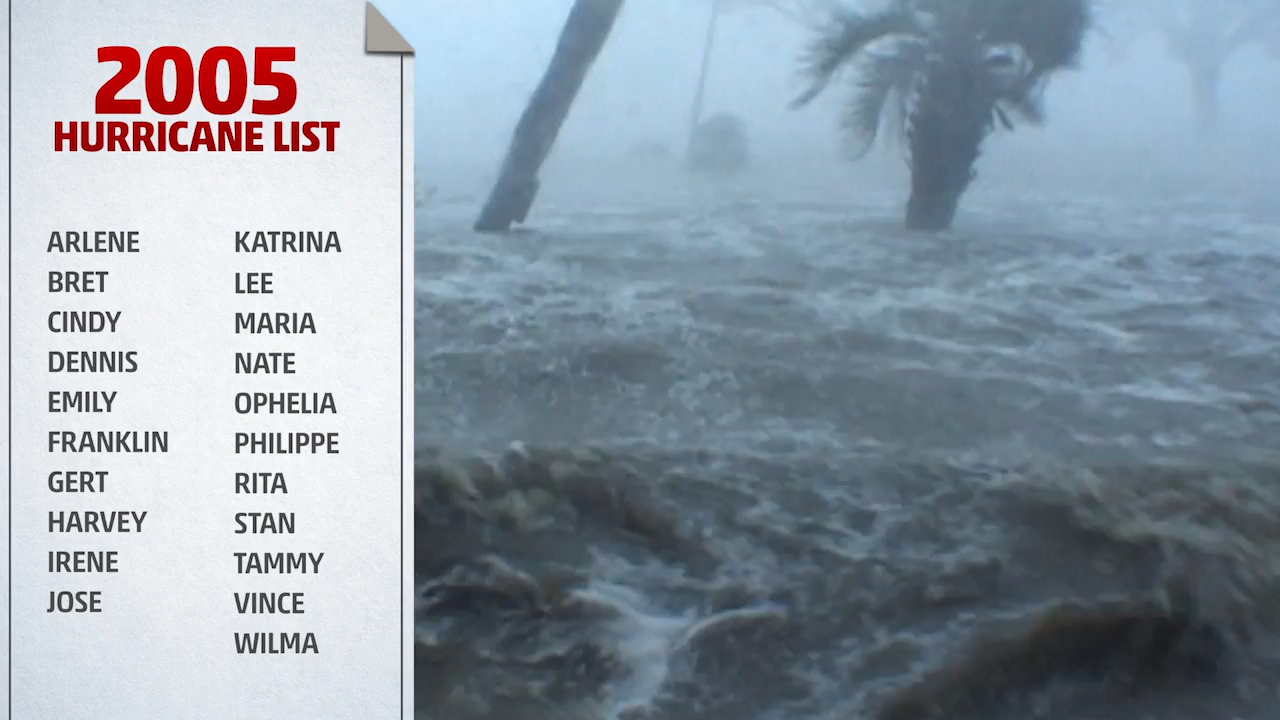 2005
HURRICANE LIST
ARLENE
BRET
CINDY
DENNIS
EMILY
FRANKLIN
GERT
HARVEY
IRENE
JOSE
KATRINA
LEE
MARIA
NATE
OPHELIA
PHILIPPE
RITA
STAN
TAMMY
VINCE
WILMA